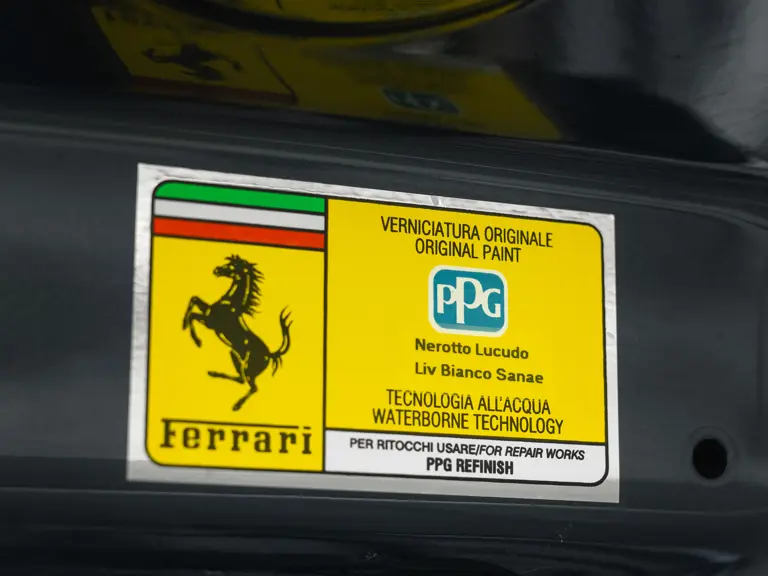 VERNICIATURA ORIGINALE
ORIGINAL PAINT
PPG
Nerotto Lucudo
Liv Bianco Sanae
TECNOLOGIA ALL'ACQUA
WATERBORNE TECHNOLOGY
Ferrari
PER RITOCCHI USARE/FOR REPAIR WORKS
PPG REFINISH